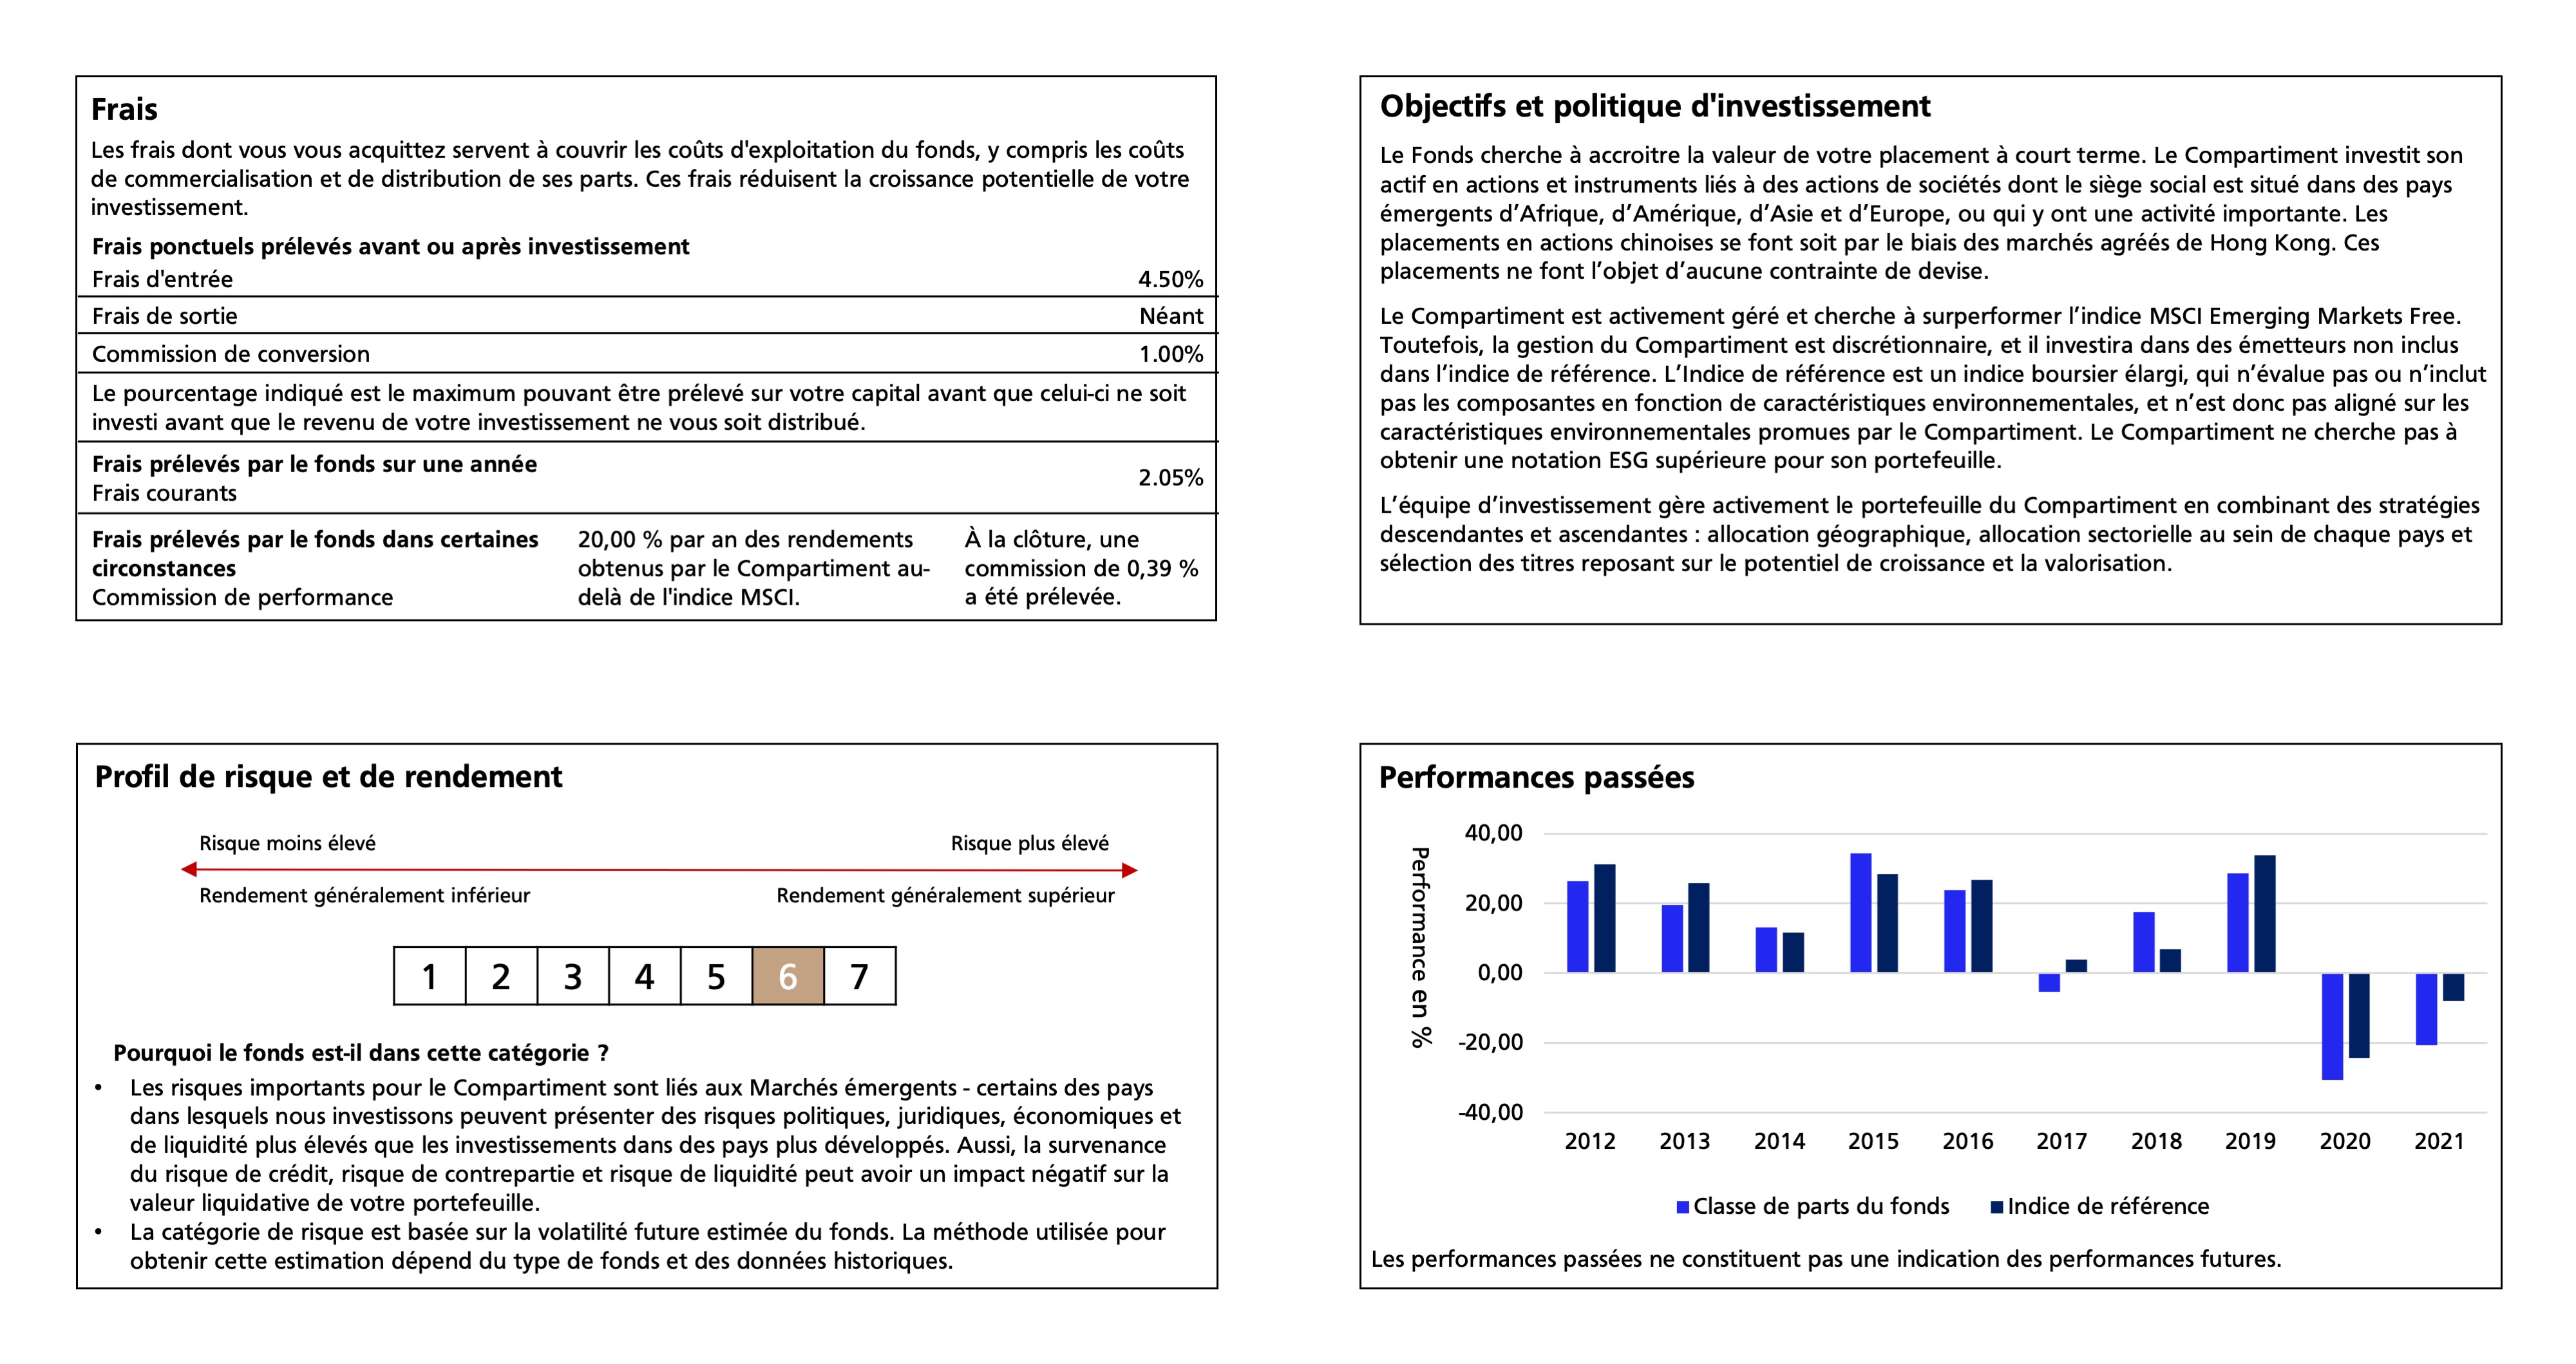 Frais
Les frais dont vous vous acquittez servent à couvrir les coûts d'exploitation du fonds, y compris les coûts
de commercialisation et de distribution de ses parts. Ces frais réduisent la croissance potentielle de votre
investissement.
Frais ponctuels prélevés avant ou après investissement
Frais d'entrée 4.50%
Frais de sortie Néant
Commission de conversion 1.00%
Le pourcentage indiqué est le maximum pouvant être prélevé sur votre capital avant que celui-ci ne soit
investi avant que le revenu de votre investissement ne vous soit distribué.
Frais prélevés par le fonds sur une année
Frais courants
2.05%
Frais prélevés par le fonds dans certaines
circonstances
Commission de performance
20,00 % par an des rendements
obtenus par le Compartiment au-
delà de l'indice MSCI.
À la clôture, une
commission de 0,39 %
a été prélevée.
Objectifs et politique d'investissement
Le Fonds cherche à accroitre la valeur de votre placement à court terme. Le Compartiment investit son
actif en actions et instruments liés à des actions de sociétés dont le siège social est situé dans des pays
émergents d’Afrique, d’Amérique, d’Asie et d’Europe, ou qui y ont une activité importante. Les
placements en actions chinoises se font soit par le biais des marchés agréés de Hong Kong. Ces
placements ne font l’objet d’aucune contrainte de devise.
Le Compartiment est activement géré et cherche à surperformer l’indice MSCI Emerging Markets Free.
Toutefois, la gestion du Compartiment est discrétionnaire, et il investira dans des émetteurs non inclus
dans l’indice de référence. L’Indice de référence est un indice boursier élargi, qui n’évalue pas ou n’inclut
pas les composantes en fonction de caractéristiques environnementales, et n’est donc pas aligné sur les
caractéristiques environnementales promues par le Compartiment. Le Compartiment ne cherche pas à
obtenir une notation ESG supérieure pour son portefeuille.
L’équipe d’investissement gère activement le portefeuille du Compartiment en combinant des stratégies
descendantes et ascendantes : allocation géographique, allocation sectorielle au sein de chaque pays et
sélection des titres reposant sur le potentiel de croissance et la valorisation.
Profil de risque et de rendement
Risque moins élevé Risque plus élevé
Rendement généralement inférieur Rendement généralement supérieur
1 2 3 4 5 6 7
Pourquoi le fonds est-il dans cette catégorie ?
• Les risques importants pour le Compartiment sont liés aux Marchés émergents - certains des pays
dans lesquels nous investissons peuvent présenter des risques politiques, juridiques, économiques et
de liquidité plus élevés que les investissements dans des pays plus développés. Aussi, la survenance
du risque de crédit, risque de contrepartie et risque de liquidité peut avoir un impact négatif sur la
valeur liquidative de votre portefeuille.
• La catégorie de risque est basée sur la volatilité future estimée du fonds. La méthode utilisée pour
obtenir cette estimation dépend du type de fonds et des données historiques.
Performances passées
Performance en %
40,00
20,00
0,00
-20,00
-40,00
2012 2013 2014 2015 2016 2017 2018 2019 2020 2021
Classe de parts du fonds Indice de référence
Les performances passées ne constituent pas une indication des performances futures.